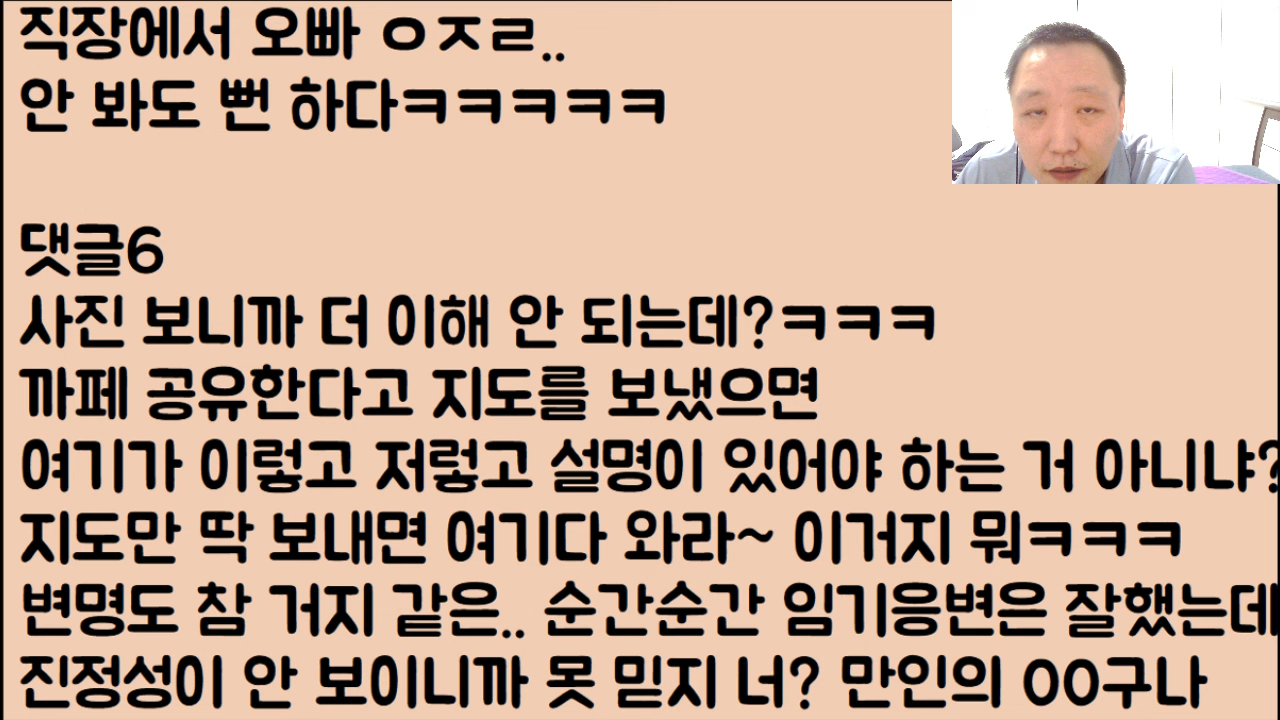 직장에서 오빠 ㅇㅈㄹ..
안 봐도 뻔 하다ㅋㅋㅋㅋㅋ
댓글6
사진 보니까 더 이해 안 되는데?ㅋㅋㅋ
까페 공유한다고 지도를 보냈으면
여기가 이렇고 저렇고 설명이 있어야 하는 거 아니냐?
지도만 딱 보내면 여기다 와라~ 이거지 뭐ㅋㅋㅋ
변명도 참 거지 같은.. 순간순간 임기응변은 잘했는데
진정성이 안 보이니까 못 믿지 너? 만인의 OO구나